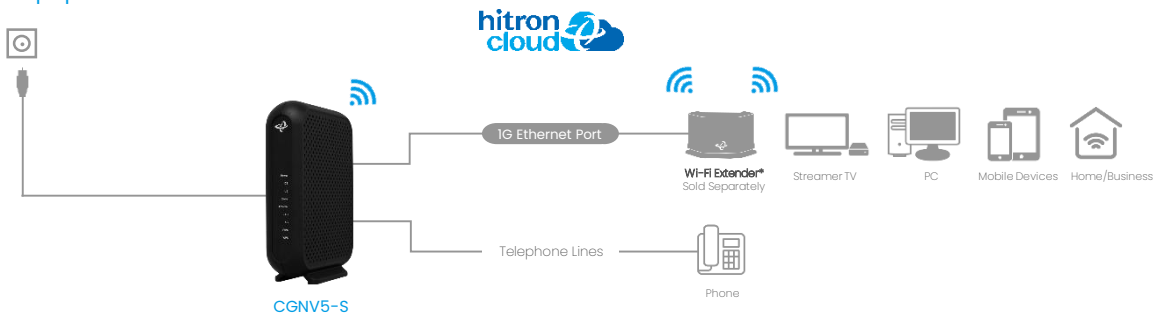 hitron
cloud
1G Ethernet Port
Wi-Fi Extender*
Sold Separately
Streamer TV
PC
Mobile Devices
Home/Business
Telephone Lines
Phone
CGNV5-S